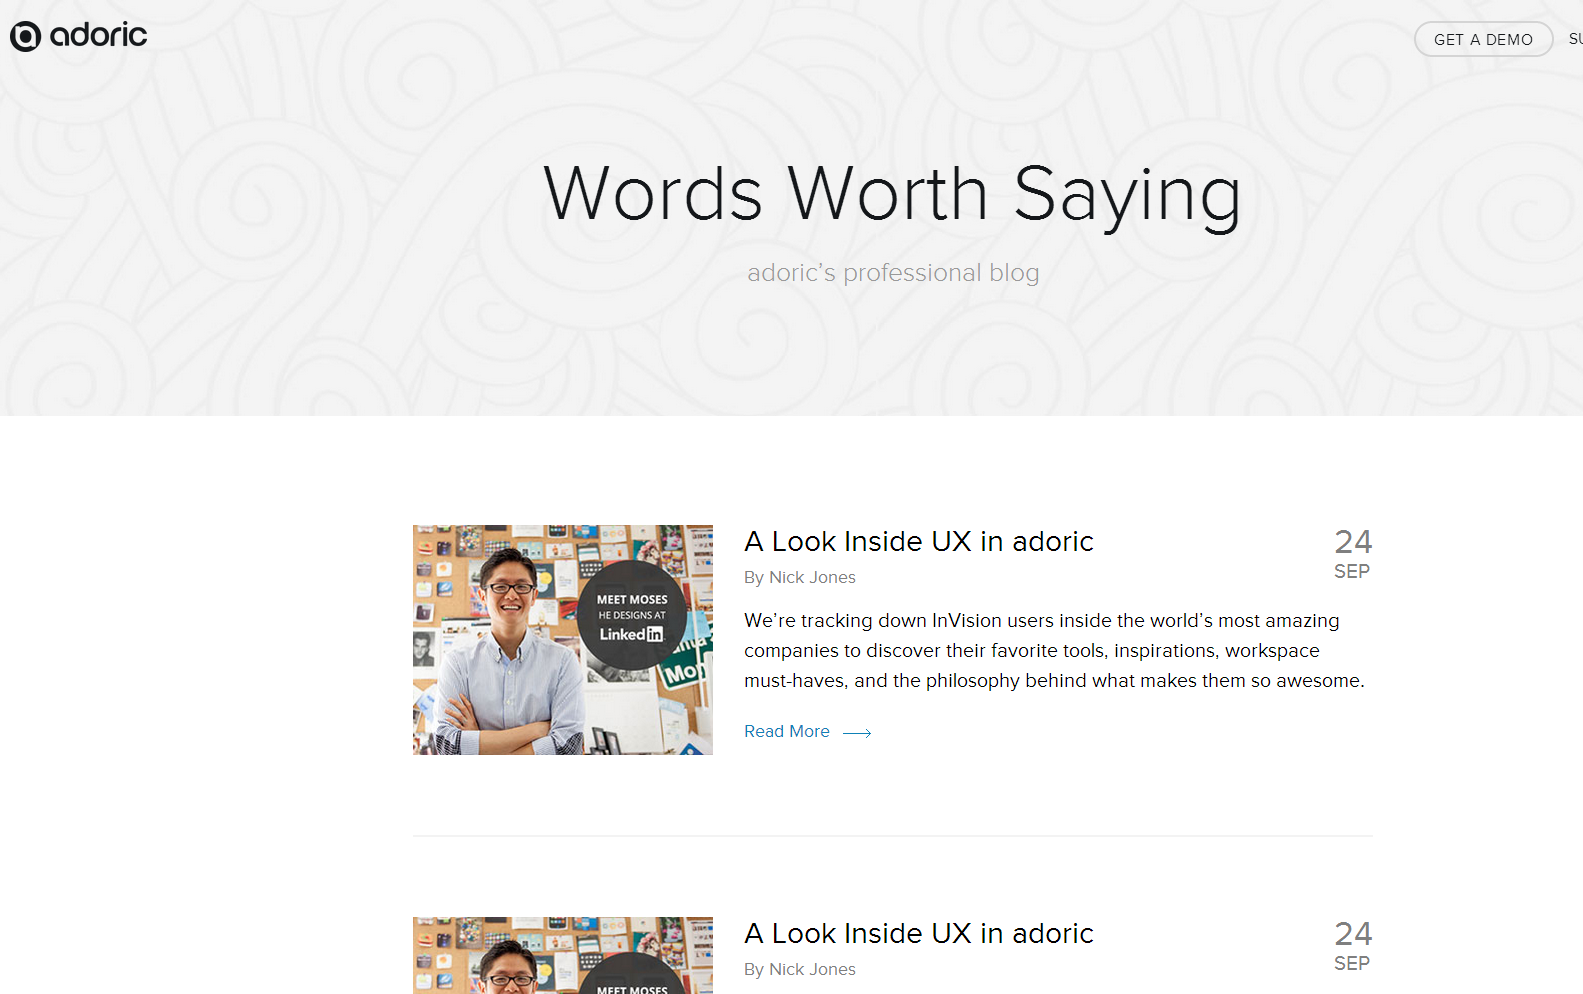 adoric
GET A DEMO
SU
Words Worth Saying
adoric’s professional blog
A Look Inside UX in adoric
24
SEP
By Nick Jones
MEET MOSES
HE DESIGNS AT
Linked in
We’re tracking down InVision users inside the world’s most amazing
companies to discover their favorite tools, inspirations, workspace
must-haves, and the philosophy behind what makes them so awesome.
Read More
A Look Inside UX in adoric
24
SEP
By Nick Jones
MEET MOSES